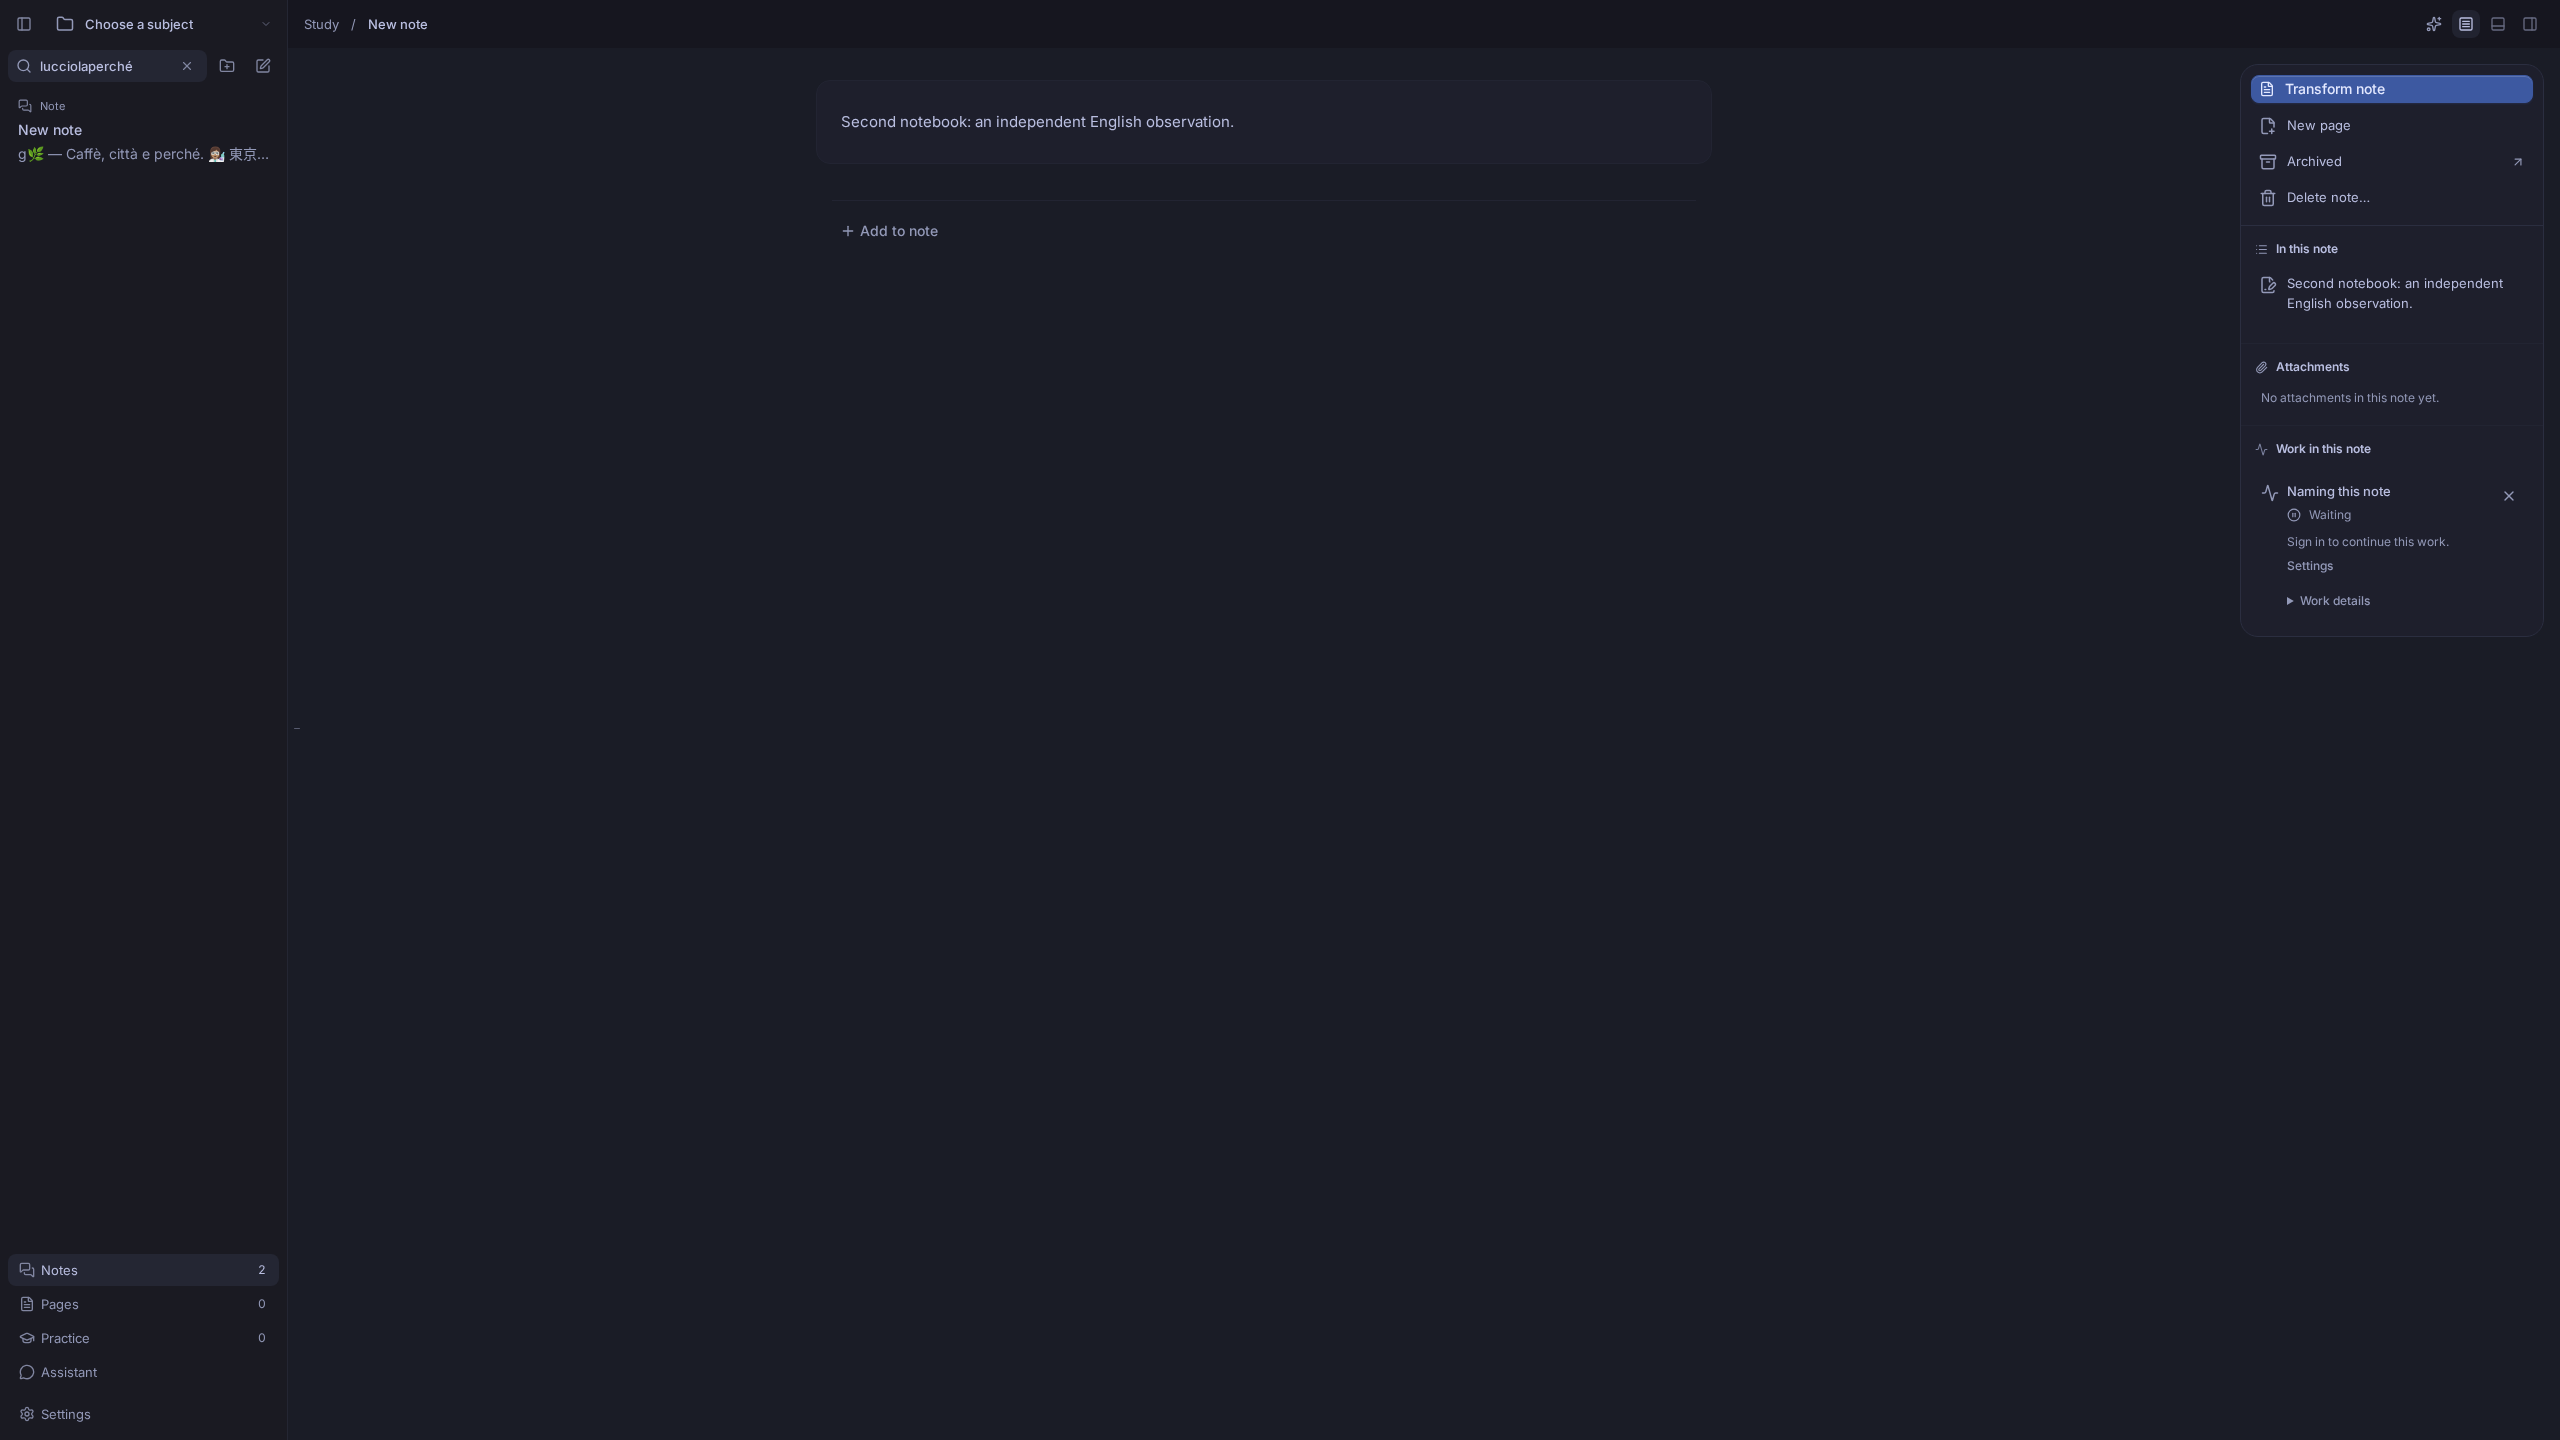 Choose a subject
Study / New note
lucciolaperché
Note
New note
g🌿 — Caffè, città e perché. 🧑🏼‍🔬 東京...
Second notebook: an independent English observation.
Add to note
Transform note
New page
Archived
Delete note...
In this note
Second notebook: an independent
English observation.
Attachments
No attachments in this note yet.
Work in this note
Naming this note
Waiting
Sign in to continue this work.
Settings
Work details
Notes 2
Pages 0
Practice 0
Assistant
Settings